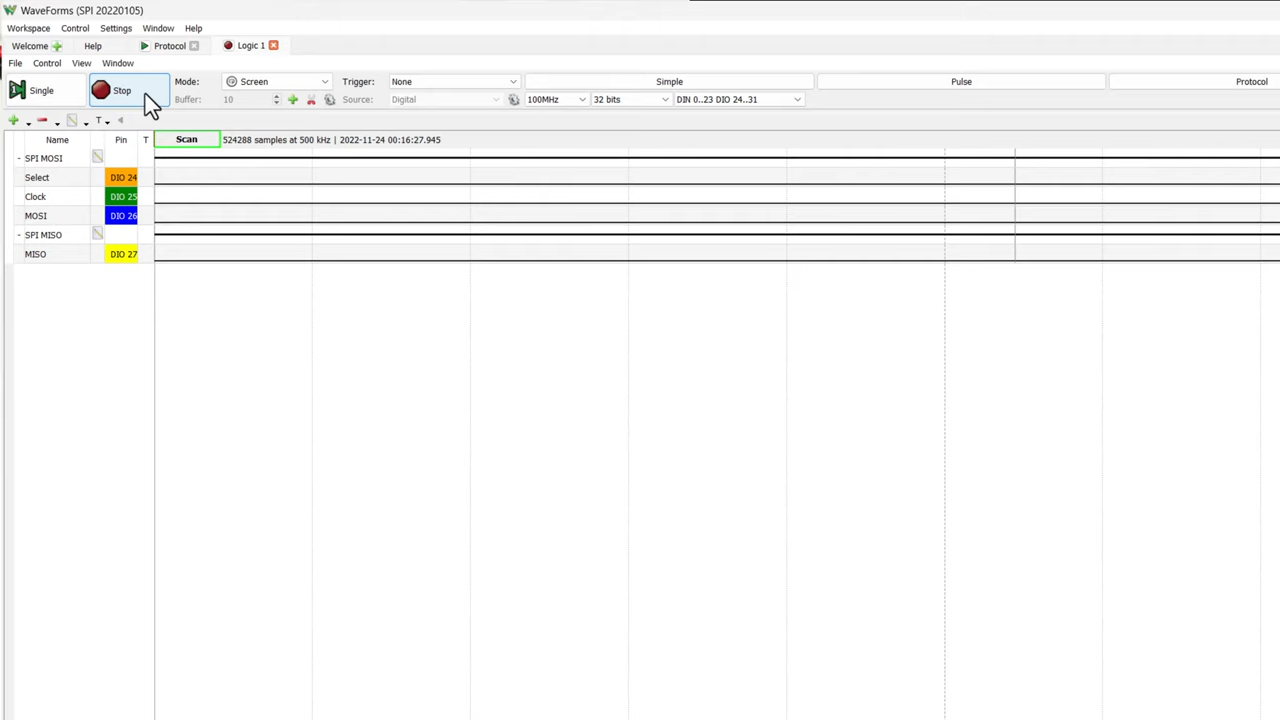 WaveForms (SPI 20220105)
Workspace Control Settings Window Help
Welcome Help Protocol Logic 1
File Control View Window
Single Stop Mode: Screen Trigger: None Simple Pulse Protocol
Buffer: 10 Source: Digital 100MHz 32 bits DIN 0..23 DIO 24..31
T
Name Pin T Scan 524288 samples at 500 kHz | 2022-11-24 00:16:27.945
- SPI MOSI
Select DIO 24
Clock DIO 25
MOSI DIO 26
- SPI MISO
MISO DIO 27